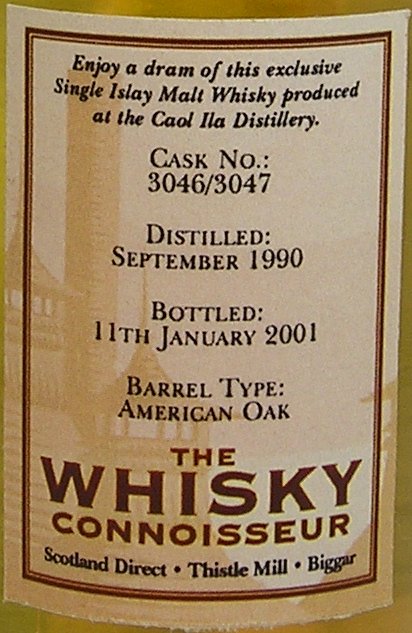 Enjoy a dram of this exclusive
Single Islay Malt Whisky produced
at the Caol Ila Distillery.
CASK NO.:
3046/3047
DISTILLED:
SEPTEMBER 1990
BOTTLED:
11TH JANUARY 2001
BARREL TYPE:
AMERICAN OAK
THE
WHISKY
CONNOISSEUR
Scotland Direct • Thistle Mill • Biggar